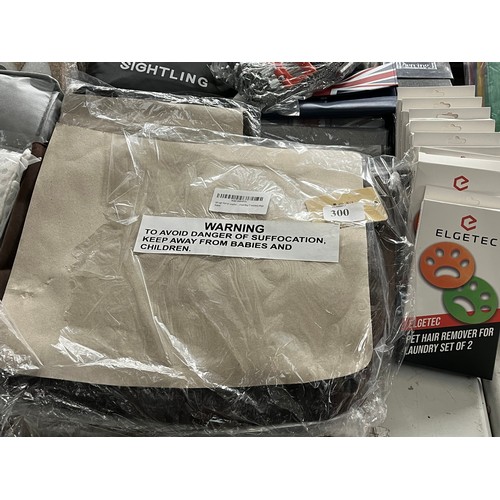 SIGHTLING
300
WARNING
TO AVOID DANGER OF SUFFOCATION,
KEEP AWAY FROM BABIES AND
CHILDREN.
ELGETEC
ELGETEC
PET HAIR REMOVER FOR
LAUNDRY SET OF 2